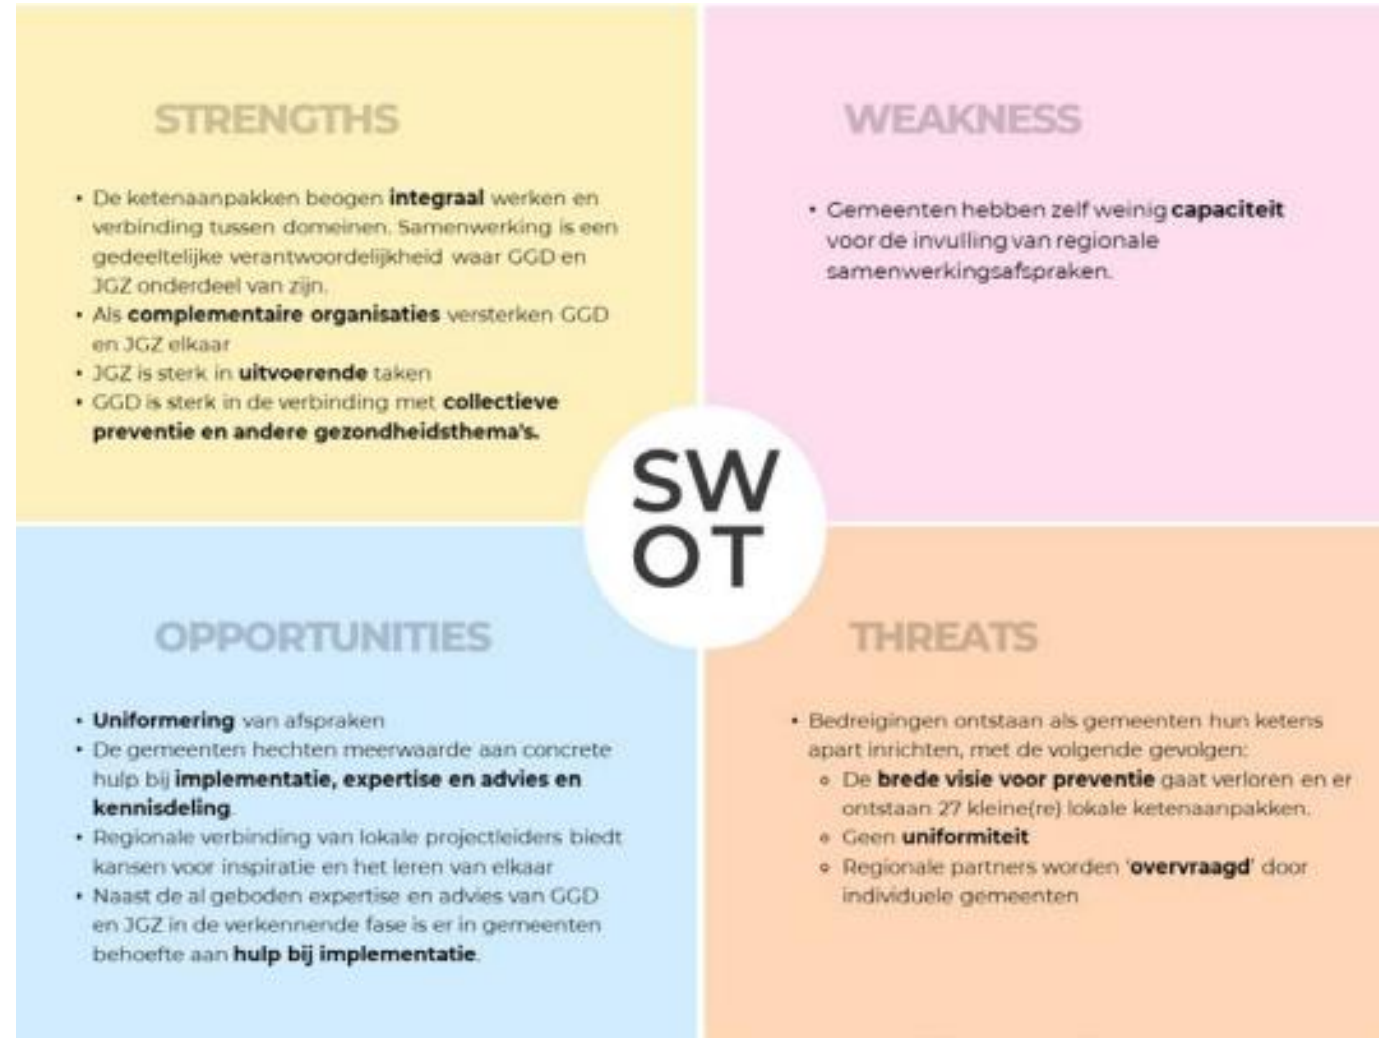 STRENGTHS
• De ketenaanpakken beogen integraal werken en
verbinding tussen domeinen. Samenwerking is een
gedeeltelijke verantwoordelijkheid waar GGD en
JGZ onderdeel van zijn.
• Als complementaire organisaties versterken GGD
en JGZ elkaar
• JGZ is sterk in uitvoerende taken
• GGD is sterk in de verbinding met collectieve
preventie en andere gezondheidsthema's.
WEAKNESS
• Gemeenten hebben zelf weinig capaciteit
voor de invulling van regionale
samenwerkingsafspraken.
SW
OT
OPPORTUNITIES
• Uniformering van afspraken
• De gemeenten hechten meerwaarde aan concrete
hulp bij implementatie, expertise en advies en
kennisdeling.
• Regionale verbinding van lokale projectleiders biedt
kansen voor inspiratie en het leren van elkaar
• Naast de al geboden expertise en advies van GGD
en JGZ in de verkennende fase is er in gemeenten
behoefte aan hulp bij implementatie.
THREATS
• Bedreigingen ontstaan als gemeenten hun ketens
apart inrichten, met de volgende gevolgen:
◦ De brede visie voor preventie gaat verloren en er
ontstaan 27 kleine(re) lokale ketenaanpakken.
◦ Geen uniformiteit
◦ Regionale partners worden 'overvraagd' door
individuele gemeenten